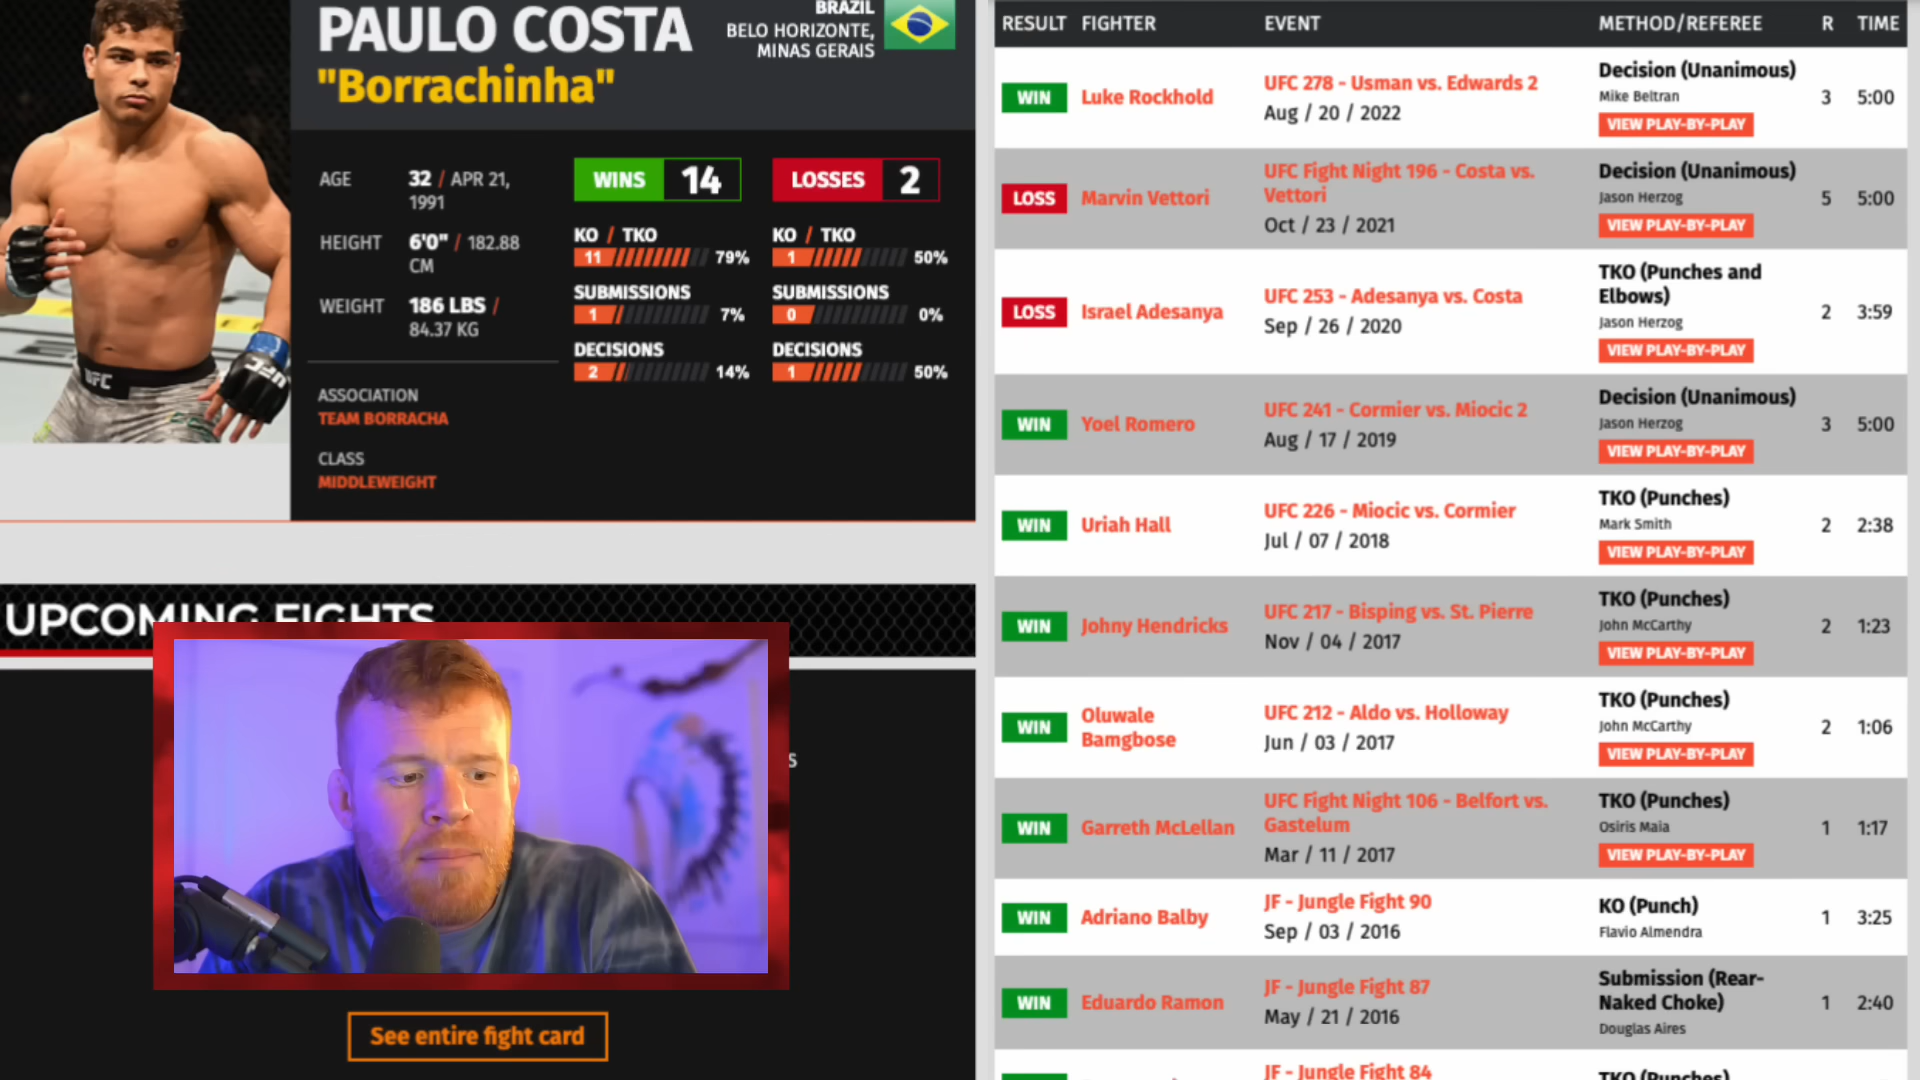 PAULO COSTA
"Borrachinha"
BRAZIL
BELO HORIZONTE,
MINAS GERAIS
AGE
32 / APR 21,
1991
HEIGHT
6'0" / 182.88
CM
WEIGHT
186 LBS /
84.37 KG
ASSOCIATION
TEAM BORRACHA
CLASS
MIDDLEWEIGHT
WINS 14
KO / TKO
11 79%
SUBMISSIONS
1 7%
DECISIONS
2 14%
LOSSES 2
KO / TKO
1 50%
SUBMISSIONS
0 0%
DECISIONS
1 50%
UFC
UFC
UPCOMING FIGHTS
S
See entire fight card
RESULT FIGHTER EVENT METHOD/REFEREE R TIME
WIN Luke Rockhold UFC 278 - Usman vs. Edwards 2
Aug / 20 / 2022
Decision (Unanimous)
Mike Beltran
VIEW PLAY-BY-PLAY
3 5:00
LOSS Marvin Vettori UFC Fight Night 196 - Costa vs.
Vettori
Oct / 23 / 2021
Decision (Unanimous)
Jason Herzog
VIEW PLAY-BY-PLAY
5 5:00
LOSS Israel Adesanya UFC 253 - Adesanya vs. Costa
Sep / 26 / 2020
TKO (Punches and
Elbows)
Jason Herzog
VIEW PLAY-BY-PLAY
2 3:59
WIN Yoel Romero UFC 241 - Cormier vs. Miocic 2
Aug / 17 / 2019
Decision (Unanimous)
Jason Herzog
VIEW PLAY-BY-PLAY
3 5:00
WIN Uriah Hall UFC 226 - Miocic vs. Cormier
Jul / 07 / 2018
TKO (Punches)
Mark Smith
VIEW PLAY-BY-PLAY
2 2:38
WIN Johny Hendricks UFC 217 - Bisping vs. St. Pierre
Nov / 04 / 2017
TKO (Punches)
John McCarthy
VIEW PLAY-BY-PLAY
2 1:23
WIN Oluwale
Bamgbose
UFC 212 - Aldo vs. Holloway
Jun / 03 / 2017
TKO (Punches)
John McCarthy
VIEW PLAY-BY-PLAY
2 1:06
WIN Garreth McLellan UFC Fight Night 106 - Belfort vs.
Gastelum
Mar / 11 / 2017
TKO (Punches)
Osiris Maia
VIEW PLAY-BY-PLAY
1 1:17
WIN Adriano Balby JF - Jungle Fight 90
Sep / 03 / 2016
KO (Punch)
Flavio Almendra
1 3:25
WIN Eduardo Ramon JF - Jungle Fight 87
May / 21 / 2016
Submission (Rear-
Naked Choke)
Douglas Aires
1 2:40
JF - Jungle Fight 84
TKO (Punches)